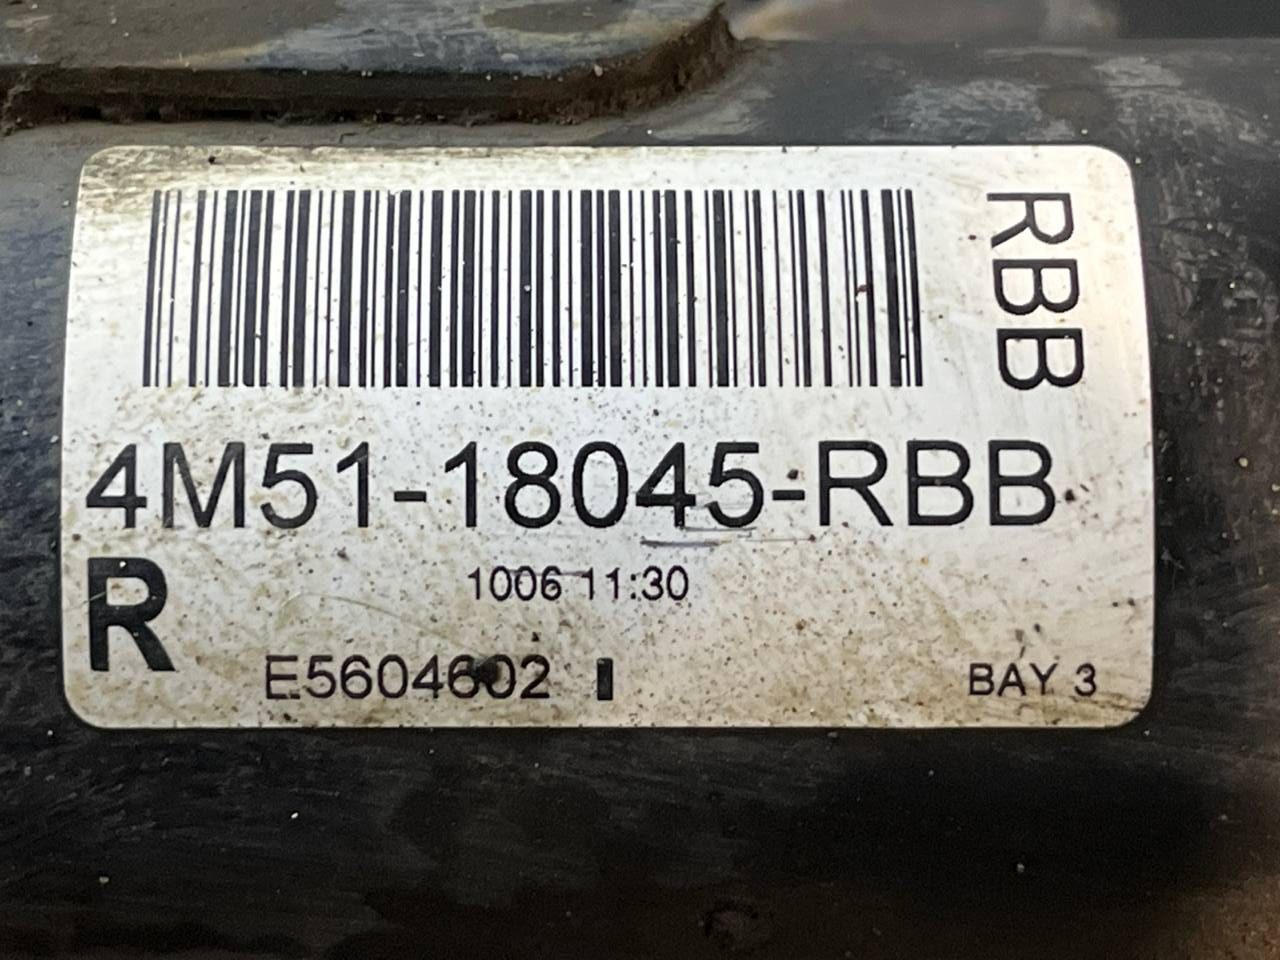 RBB
4M51-18045-RBB
R
1006 11:30
E5604602
BAY 3